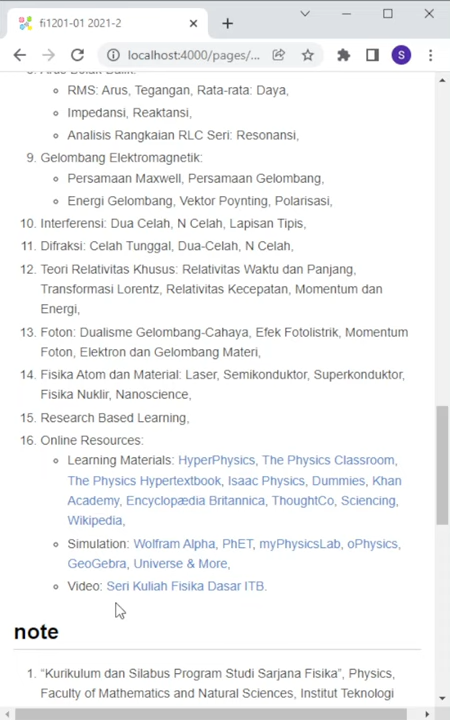 fi1201-01 2021-2
localhost:4000/pages/...
S
RMS: Arus, Tegangan, Rata-rata: Daya,
Impedansi, Reaktansi,
Analisis Rangkaian RLC Seri: Resonansi,
9. Gelombang Elektromagnetik:
Persamaan Maxwell, Persamaan Gelombang,
Energi Gelombang, Vektor Poynting, Polarisasi,
10. Interferensi: Dua Celah, N Celah, Lapisan Tipis,
11. Difraksi: Celah Tunggal, Dua-Celah, N Celah,
12. Teori Relativitas Khusus: Relativitas Waktu dan Panjang,
Transformasi Lorentz, Relativitas Kecepatan, Momentum dan
Energi,
13. Foton: Dualisme Gelombang-Cahaya, Efek Fotolistrik, Momentum
Foton, Elektron dan Gelombang Materi,
14. Fisika Atom dan Material: Laser, Semikonduktor, Superkonduktor,
Fisika Nuklir, Nanoscience,
15. Research Based Learning,
16. Online Resources:
Learning Materials: HyperPhysics, The Physics Classroom,
The Physics Hypertextbook, Isaac Physics, Dummies, Khan
Academy, Encyclopædia Britannica, ThoughtCo, Sciencing,
Wikipedia,
Simulation: Wolfram Alpha, PhET, myPhysicsLab, oPhysics,
GeoGebra, Universe & More,
Video: Seri Kuliah Fisika Dasar ITB.
note
1. “Kurikulum dan Silabus Program Studi Sarjana Fisika”, Physics,
Faculty of Mathematics and Natural Sciences, Institut Teknologi